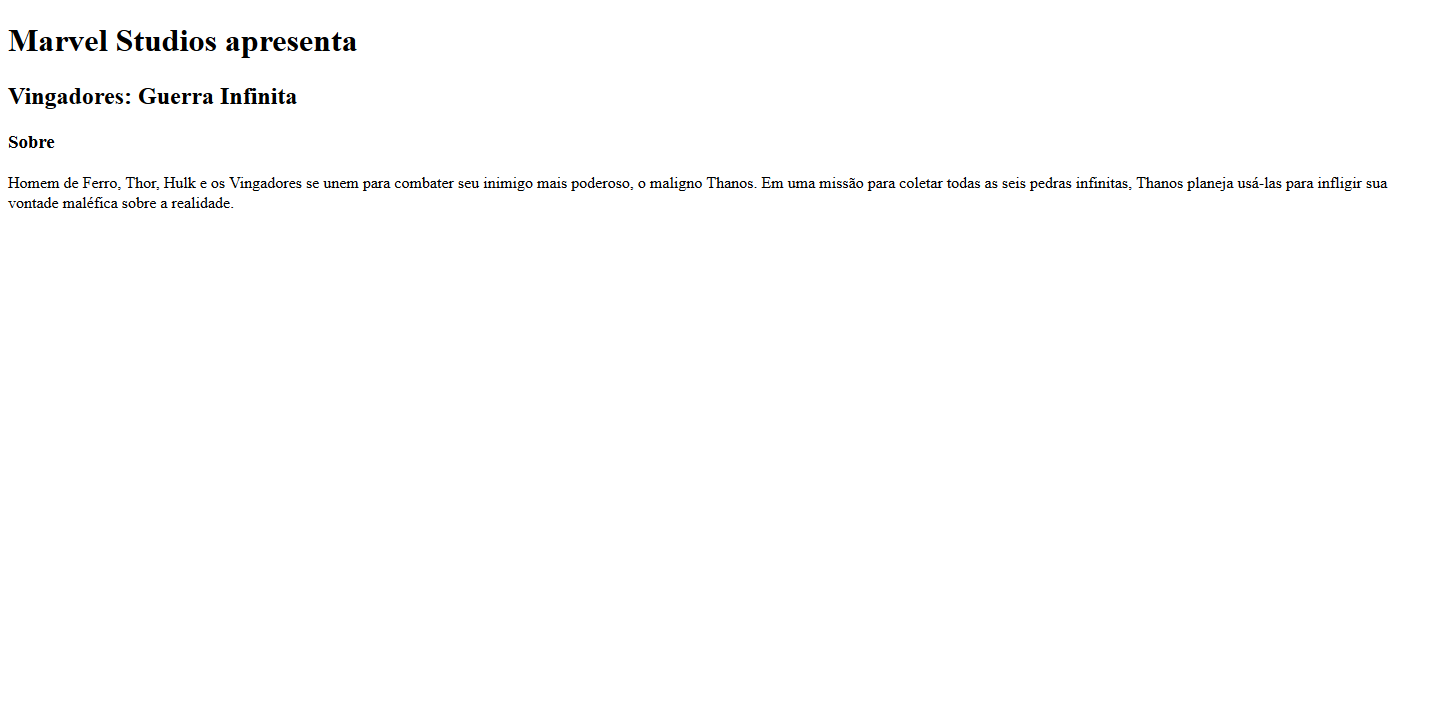 Marvel Studios apresenta
Vingadores: Guerra Infinita
Sobre
Homem de Ferro, Thor, Hulk e os Vingadores se unem para combater seu inimigo mais poderoso, o maligno Thanos. Em uma missão para coletar todas as seis pedras infinitas, Thanos planeja usá-las para infligir sua
vontade maléfica sobre a realidade.